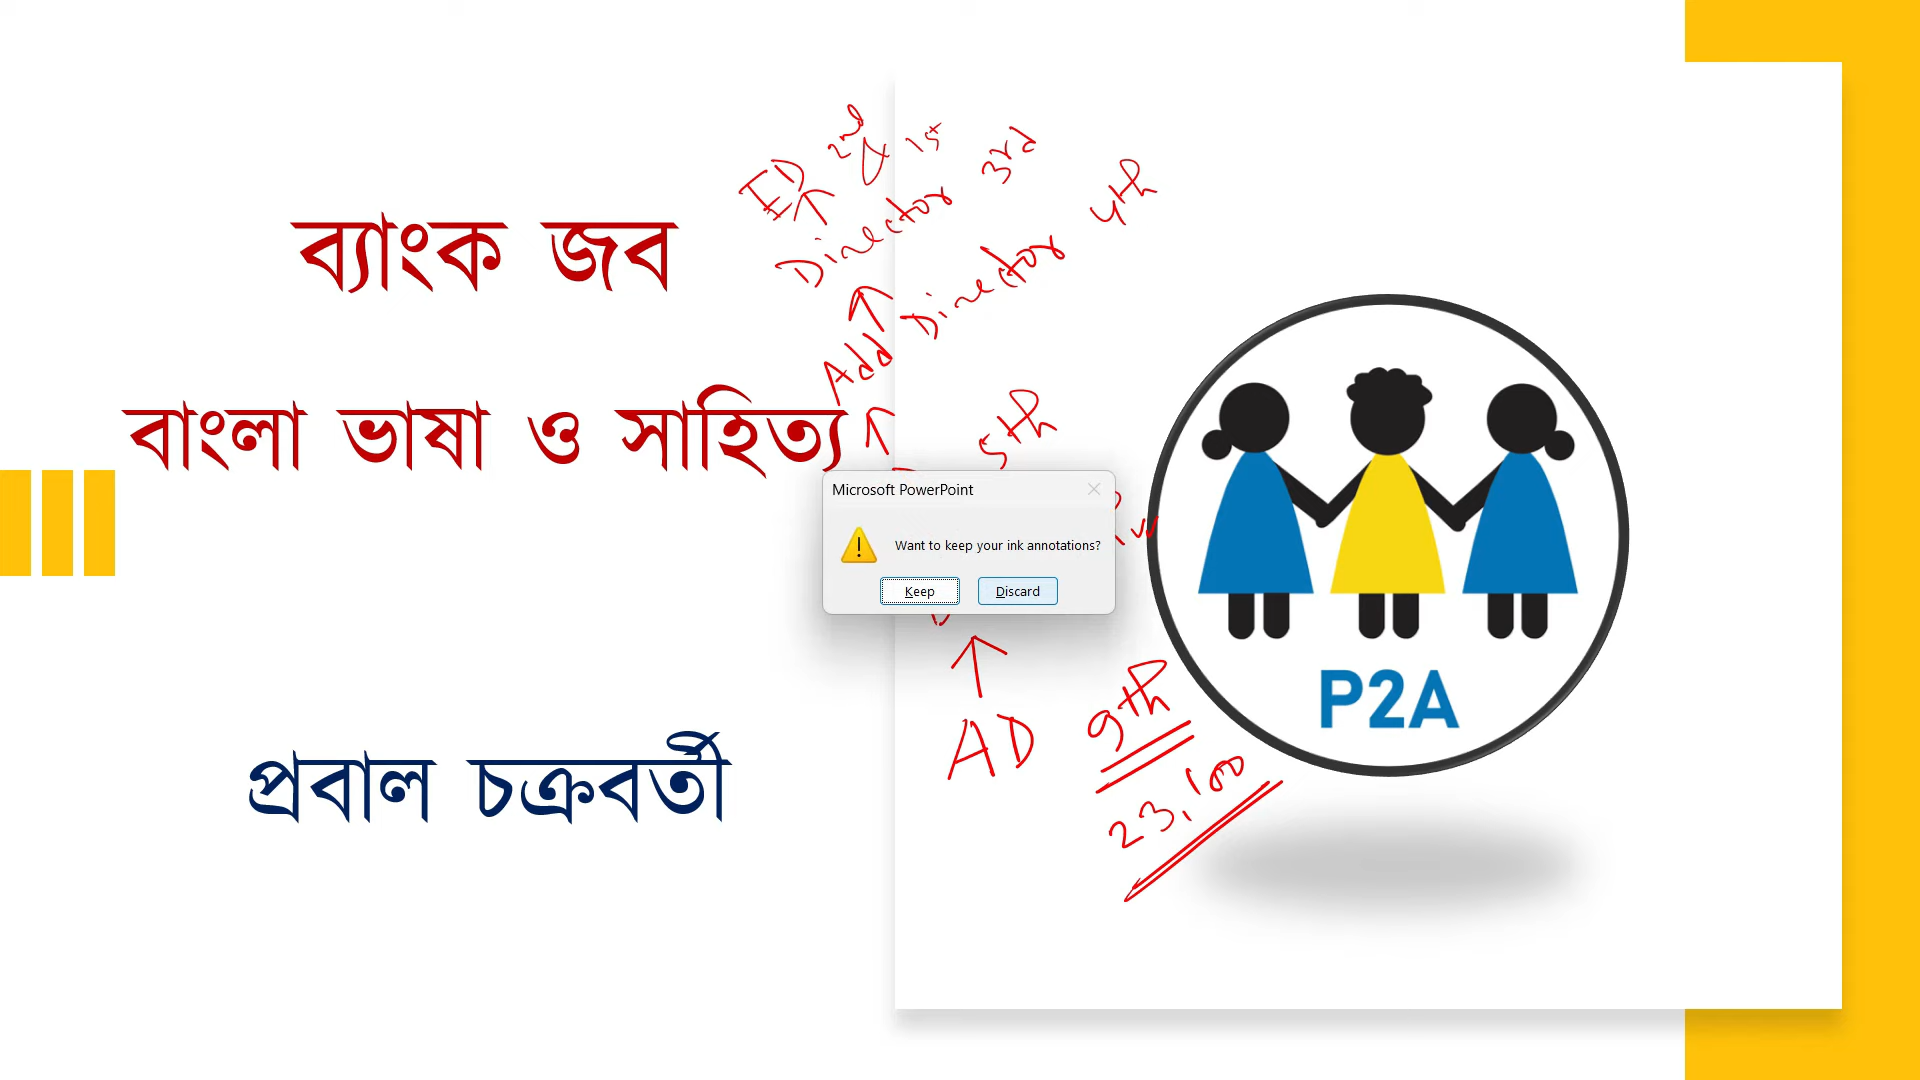 ব্যাংক জব
বাংলা ভাষা ও সাহিত্য
প্রবাল চক্রবর্তী
ED 2nd & 1st
Director 3rd
Add Director 4th
5th
Microsoft PowerPoint
Want to keep your ink annotations?
Keep
Discard
AD 9th
23,100
P2A